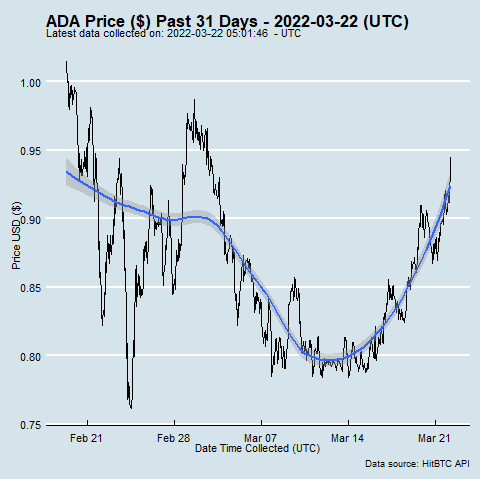 ADA Price ($) Past 31 Days - 2022-03-22 (UTC)
Latest data collected on: 2022-03-22 05:01:46 - UTC
Price USD ($)
1.00
0.95
0.90
0.85
0.80
0.75
Feb 21 Feb 28 Mar 07 Mar 14 Mar 21
Date Time Collected (UTC)
Data source: HitBTC API